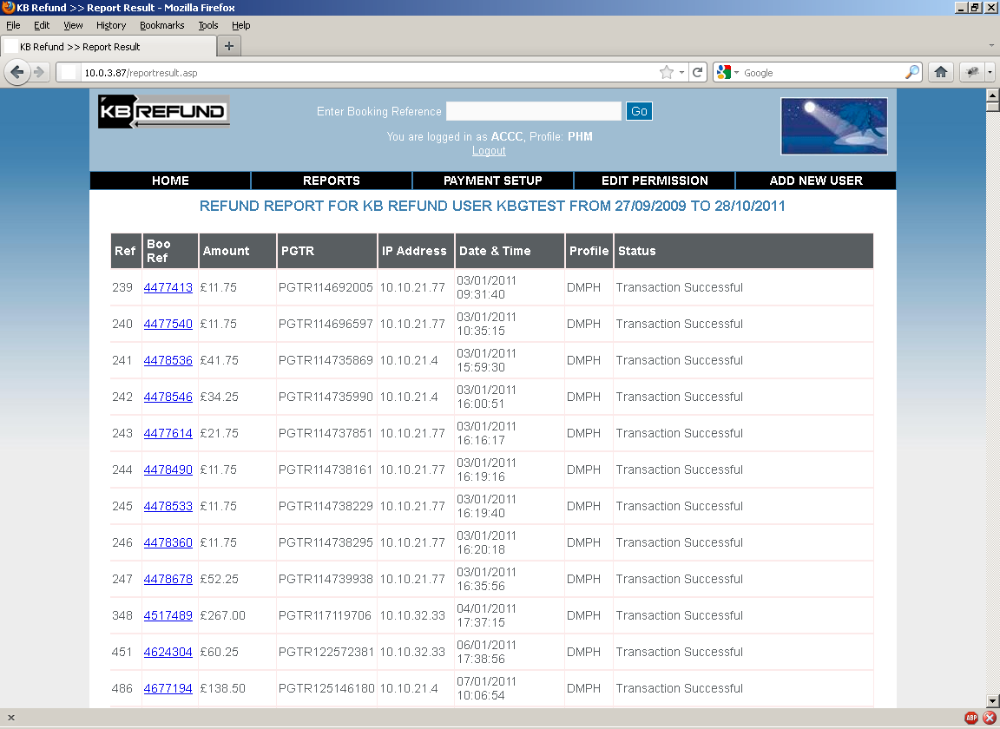 KB Refund >> Report Result - Mozilla Firefox
File Edit View History Bookmarks Tools Help
KB Refund >> Report Result
10.0.3.87/reportresult.asp Google
KB REFUND
Enter Booking Reference Go
You are logged in as ACCC, Profile: PHM
Logout
HOME REPORTS PAYMENT SETUP EDIT PERMISSION ADD NEW USER
REFUND REPORT FOR KB REFUND USER KBGTEST FROM 27/09/2009 TO 28/10/2011
Ref Boo Ref Amount PGTR IP Address Date & Time Profile Status
239 4477413 £11.75 PGTR114692005 10.10.21.77 03/01/2011 09:31:40 DMPH Transaction Successful
240 4477540 £11.75 PGTR114696597 10.10.21.77 03/01/2011 10:35:15 DMPH Transaction Successful
241 4478536 £41.75 PGTR114735869 10.10.21.4 03/01/2011 15:59:30 DMPH Transaction Successful
242 4478546 £34.25 PGTR114735990 10.10.21.4 03/01/2011 16:00:51 DMPH Transaction Successful
243 4477614 £21.75 PGTR114737851 10.10.21.77 03/01/2011 16:16:17 DMPH Transaction Successful
244 4478490 £11.75 PGTR114738161 10.10.21.77 03/01/2011 16:19:16 DMPH Transaction Successful
245 4478533 £11.75 PGTR114738229 10.10.21.77 03/01/2011 16:19:40 DMPH Transaction Successful
246 4478360 £11.75 PGTR114738295 10.10.21.77 03/01/2011 16:20:18 DMPH Transaction Successful
247 4478678 £52.25 PGTR114739938 10.10.21.77 03/01/2011 16:35:56 DMPH Transaction Successful
348 4517489 £267.00 PGTR117119706 10.10.32.33 04/01/2011 17:37:15 DMPH Transaction Successful
451 4624304 £60.25 PGTR122572381 10.10.32.33 06/01/2011 17:38:56 DMPH Transaction Successful
486 4677194 £138.50 PGTR125146180 10.10.21.4 07/01/2011 10:06:54 DMPH Transaction Successful
ABP